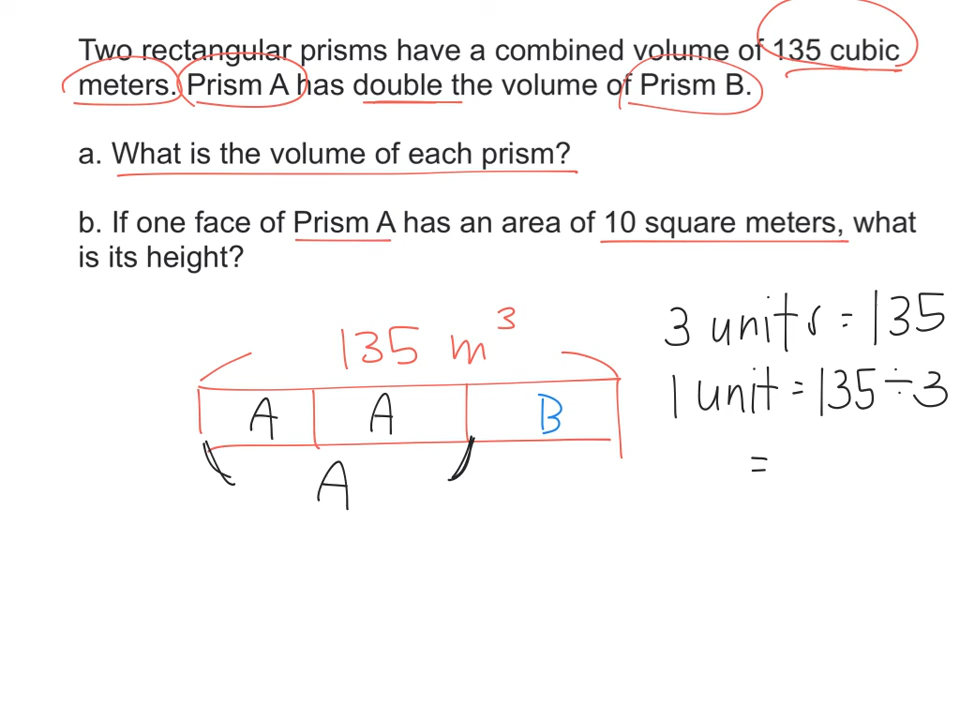 Two rectangular prisms have a combined volume of 135 cubic
meters. Prism A has double the volume of Prism B.
a. What is the volume of each prism?
b. If one face of Prism A has an area of 10 square meters, what
is its height?
135 m³
A A B
A
3 units = 135
1 unit = 135 ÷ 3
=